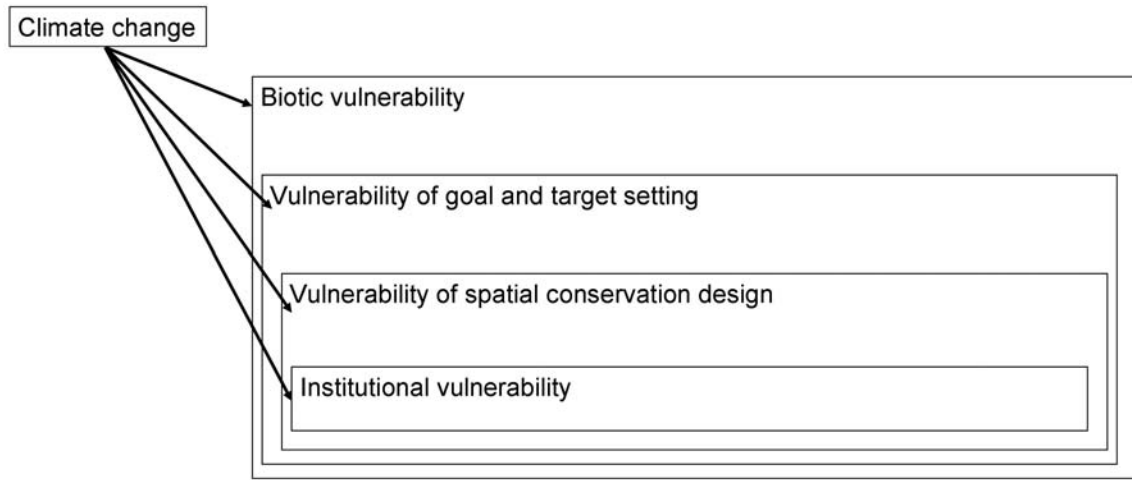 Climate change
Biotic vulnerability
Vulnerability of goal and target setting
Vulnerability of spatial conservation design
Institutional vulnerability